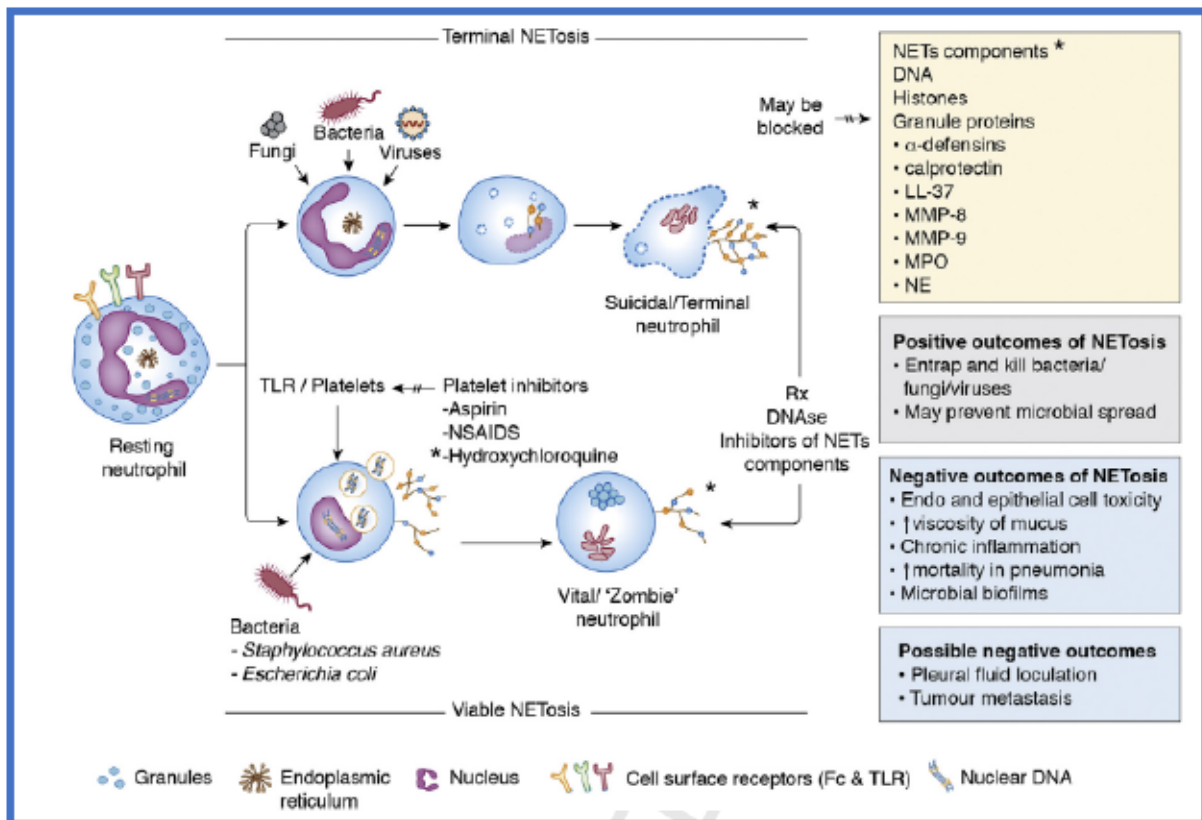 Terminal NETosis
Fungi
Bacteria
Viruses
Suicidal/Terminal
neutrophil
*
May be
blocked
Resting
neutrophil
TLR / Platelets
Platelet inhibitors
-Aspirin
-NSAIDS
*-Hydroxychloroquine
Rx
DNAse
Inhibitors of NETs
components
*
Vital/ 'Zombie'
neutrophil
Bacteria
- Staphylococcus aureus
- Escherichia coli
Viable NETosis
NETs components *
DNA
Histones
Granule proteins
• α-defensins
• calprotectin
• LL-37
• MMP-8
• MMP-9
• MPO
• NE
Positive outcomes of NETosis
• Entrap and kill bacteria/
fungi/viruses
• May prevent microbial spread
Negative outcomes of NETosis
• Endo and epithelial cell toxicity
• ↑viscosity of mucus
• Chronic inflammation
• ↑mortality in pneumonia
• Microbial biofilms
Possible negative outcomes
• Pleural fluid loculation
• Tumour metastasis
Granules
Endoplasmic
reticulum
Nucleus
Cell surface receptors (Fc & TLR)
Nuclear DNA